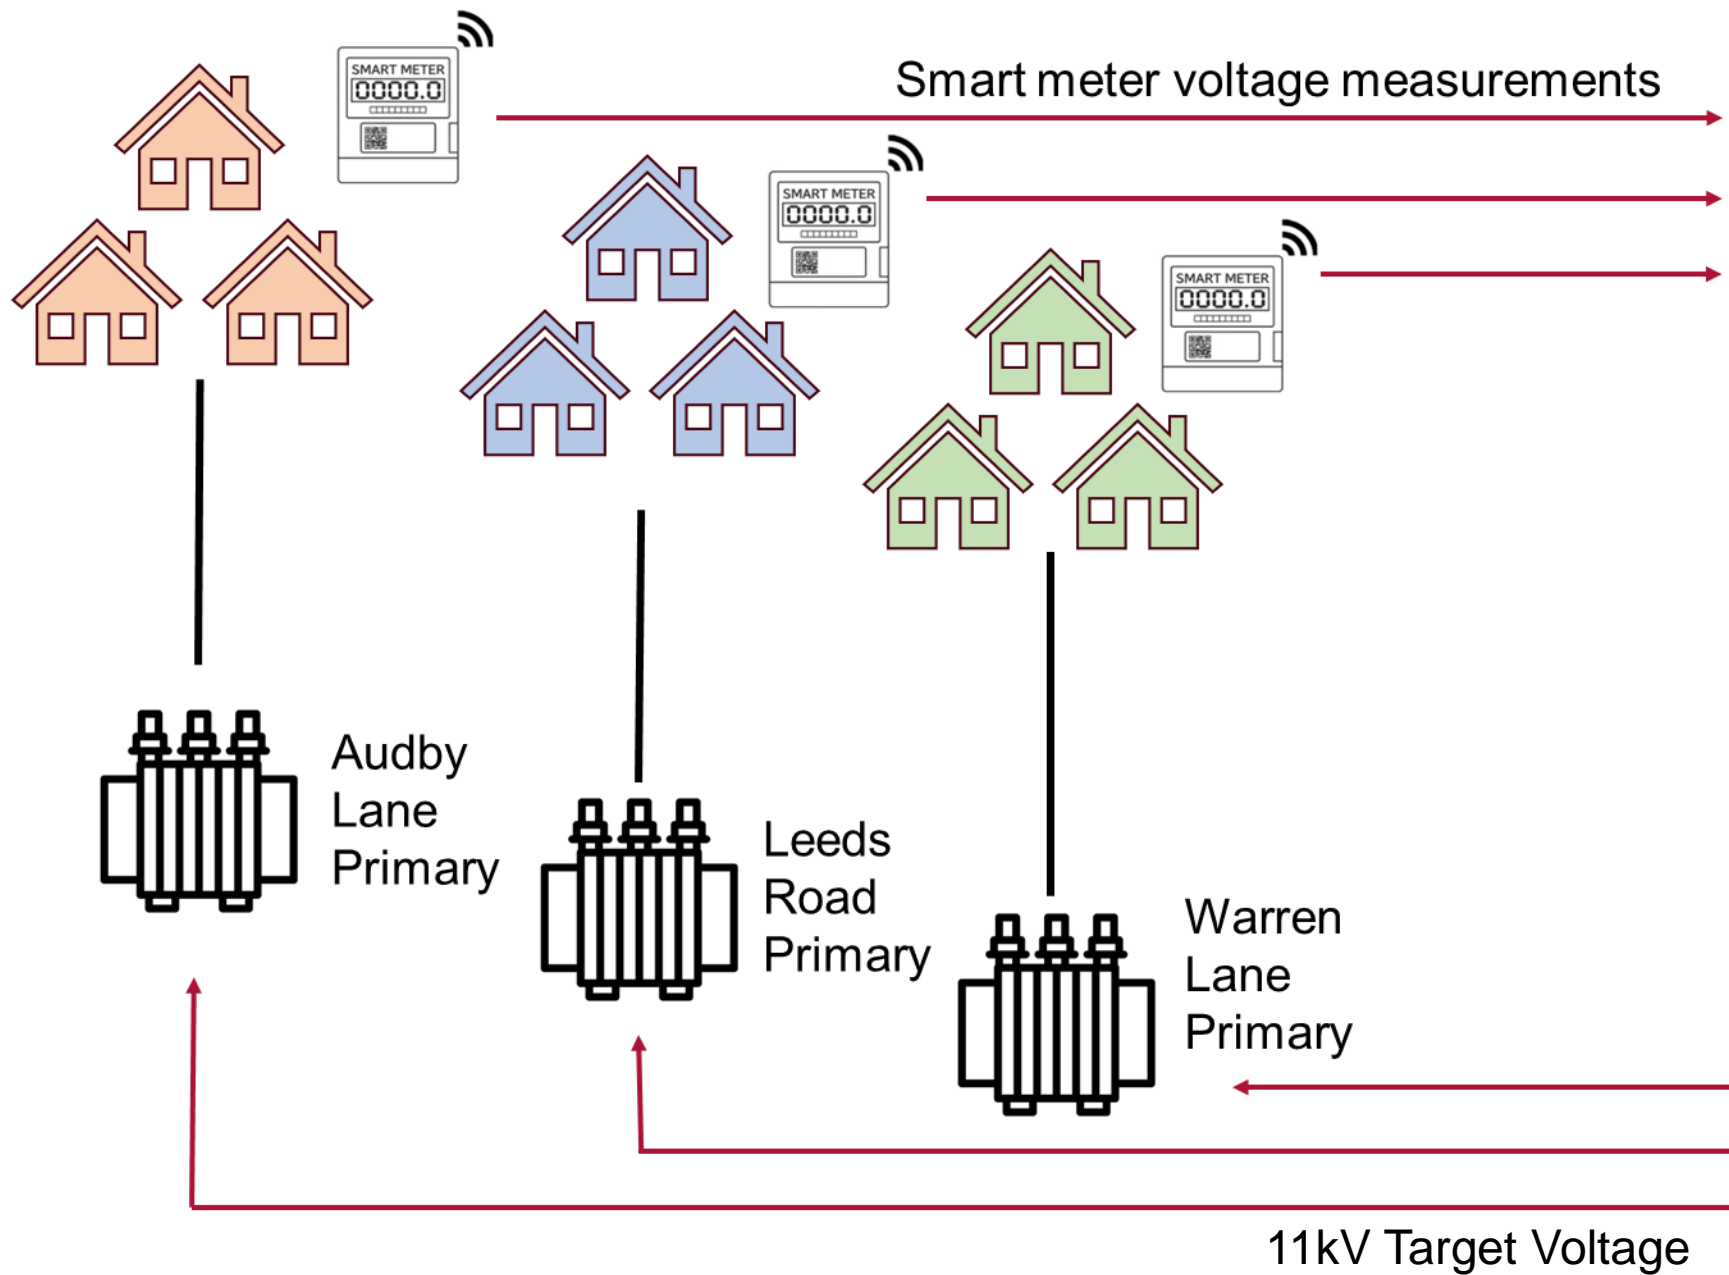 SMART METER
0000.0
Smart meter voltage measurements
SMART METER
0000.0
SMART METER
0000.0
Audby
Lane
Primary
Leeds
Road
Primary
Warren
Lane
Primary
11kV Target Voltage